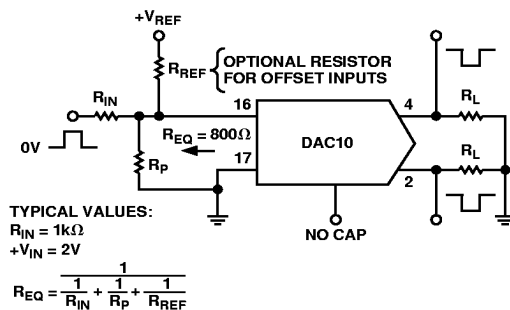 +VREF
RREF
OPTIONAL RESISTOR
FOR OFFSET INPUTS
RIN
16
4
RL
0V
REQ = 800Ω
DAC10
RP
17
RL
2
TYPICAL VALUES:
RIN = 1kΩ
+VIN = 2V
NO CAP
REQ = 1 / (1/RIN + 1/RP + 1/RREF)